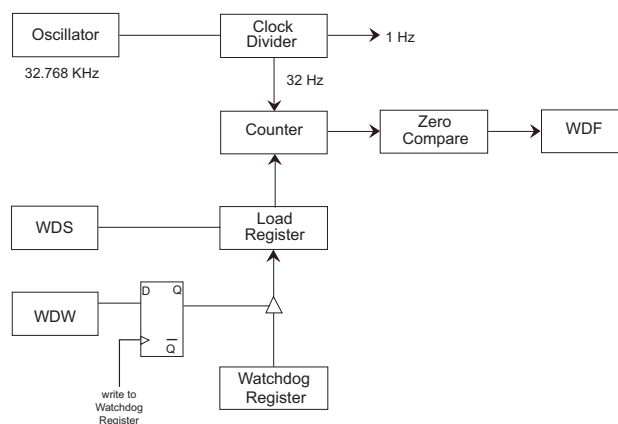 Oscillator
32.768 KHz
Clock
Divider
1 Hz
32 Hz
Counter
Zero
Compare
WDF
WDS
Load
Register
WDW
D
Q
Q
write to
Watchdog
Register
Watchdog
Register